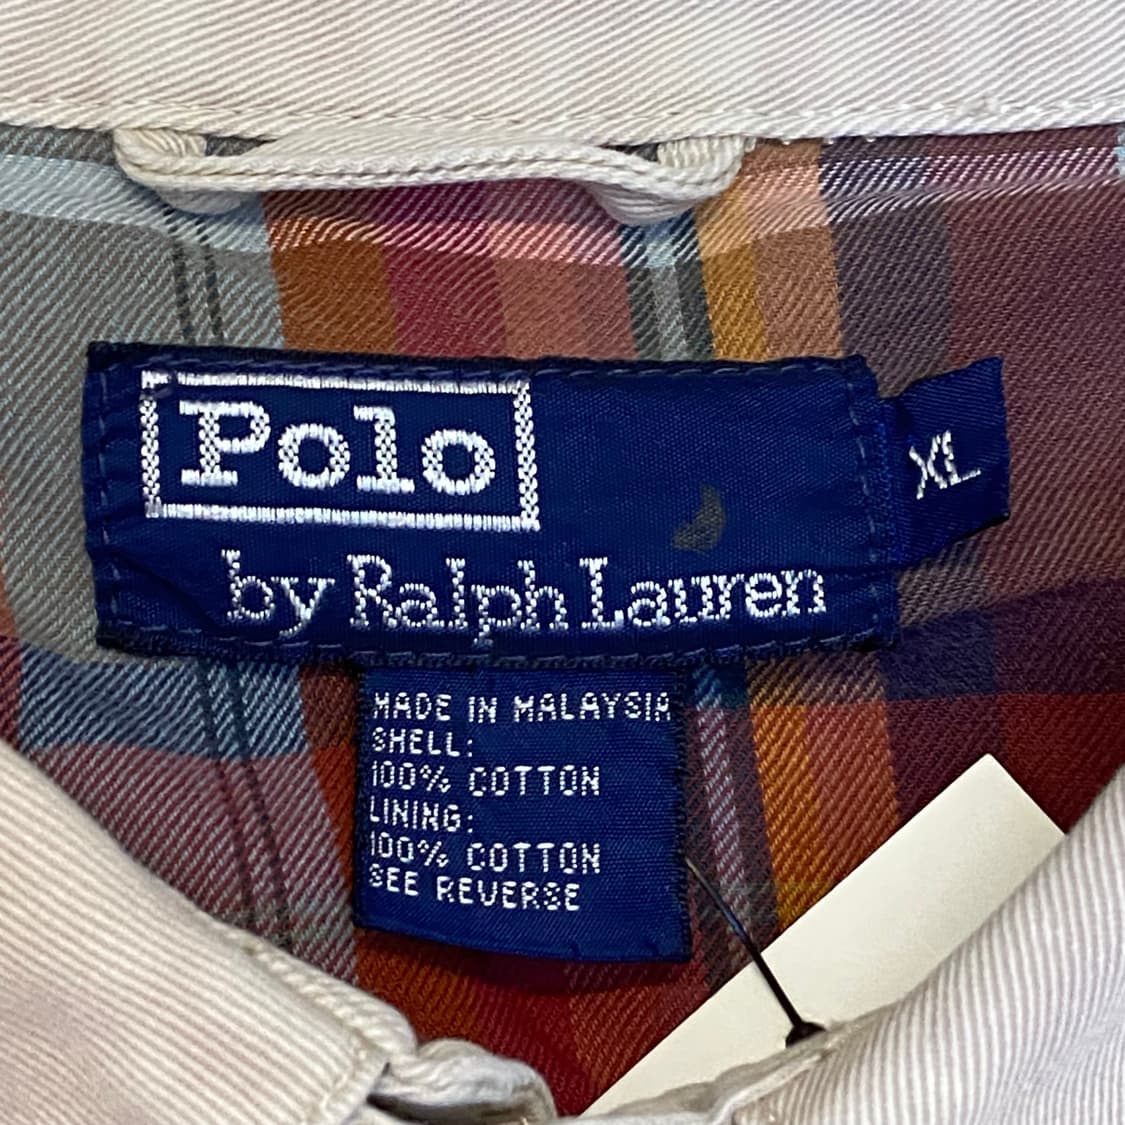 Polo
by Ralph Lauren
XL
MADE IN MALAYSIA
SHELL:
100% COTTON
LINING:
100% COTTON
SEE REVERSE